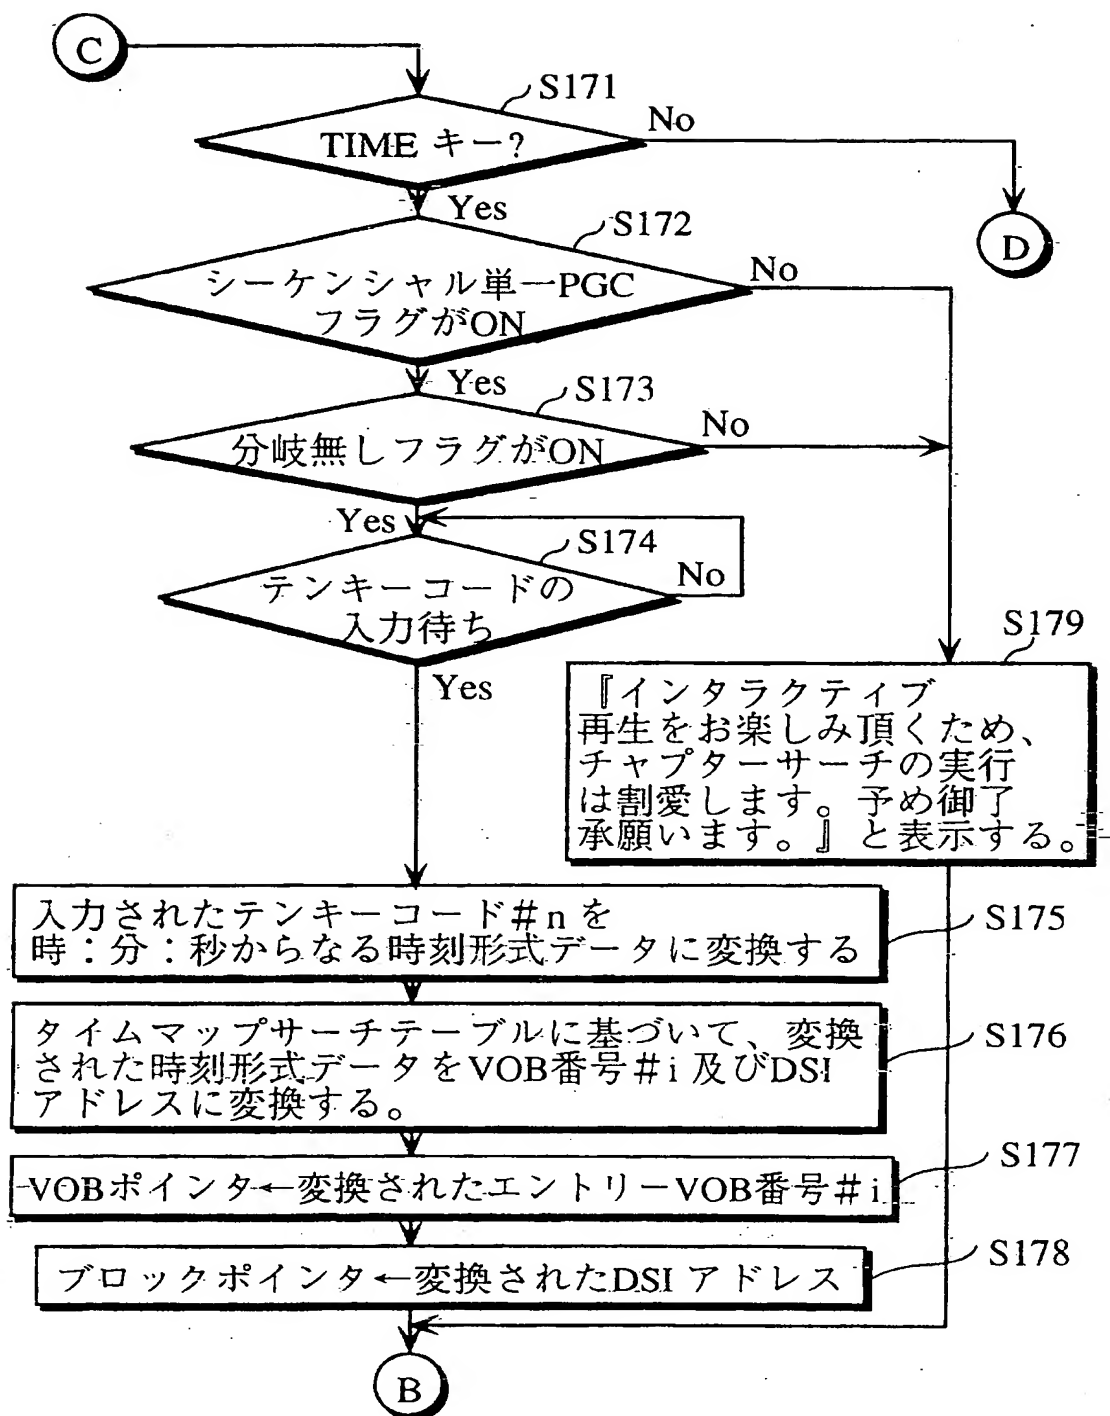 C
S171
TIME キー?
No
Yes
D
S172
シーケンシャル単一PGC
フラグがON
No
Yes
S173
分岐無しフラグがON
No
Yes
S174
テンキーコードの
入力待ち
No
Yes
S179
『インタラクティブ
再生をお楽しみ頂くため、
チャプターサーチの実行
は割愛します。予め御了
承願います。』と表示する。
入力されたテンキーコード#nを
時:分:秒からなる時刻形式データに変換する
S175
タイムマップサーチテーブルに基づいて、変換
された時刻形式データをVOB番号#i 及びDSI
アドレスに変換する。
S176
VOBポインタ←変換されたエントリーVOB番号#i
S177
ブロックポインタ←変換されたDSI アドレス
S178
B